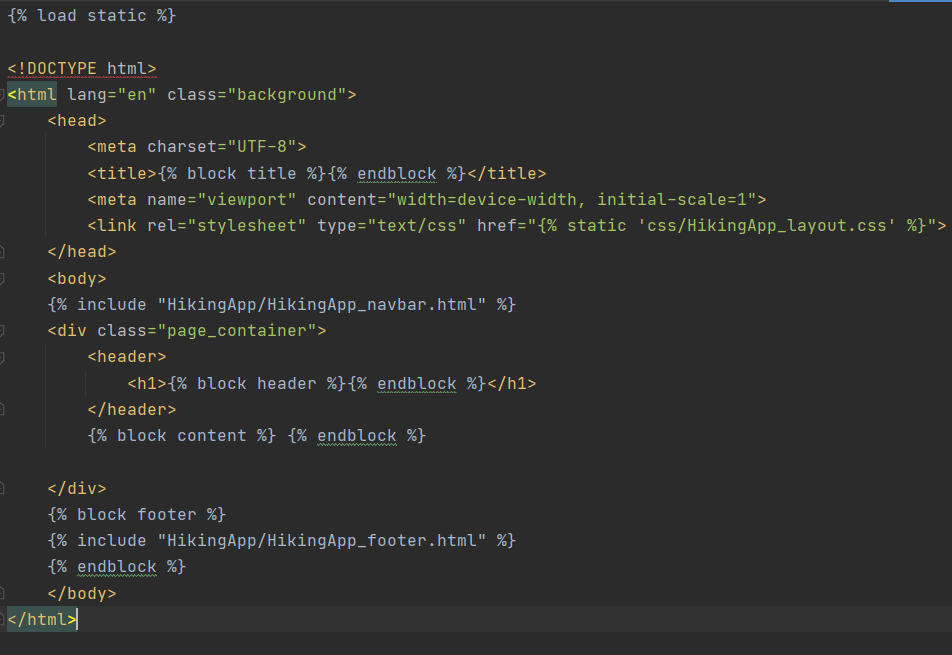 {% load static %}
<!DOCTYPE html>
<html lang="en" class="background">
<head>
<meta charset="UTF-8">
<title>{% block title %}{% endblock %}</title>
<meta name="viewport" content="width=device-width, initial-scale=1">
<link rel="stylesheet" type="text/css" href="{% static 'css/HikingApp_layout.css' %}">
</head>
<body>
{% include "HikingApp/HikingApp_navbar.html" %}
<div class="page_container">
<header>
<h1>{% block header %}{% endblock %}</h1>
</header>
{% block content %} {% endblock %}
</div>
{% block footer %}
{% include "HikingApp/HikingApp_footer.html" %}
{% endblock %}
</body>
</html>